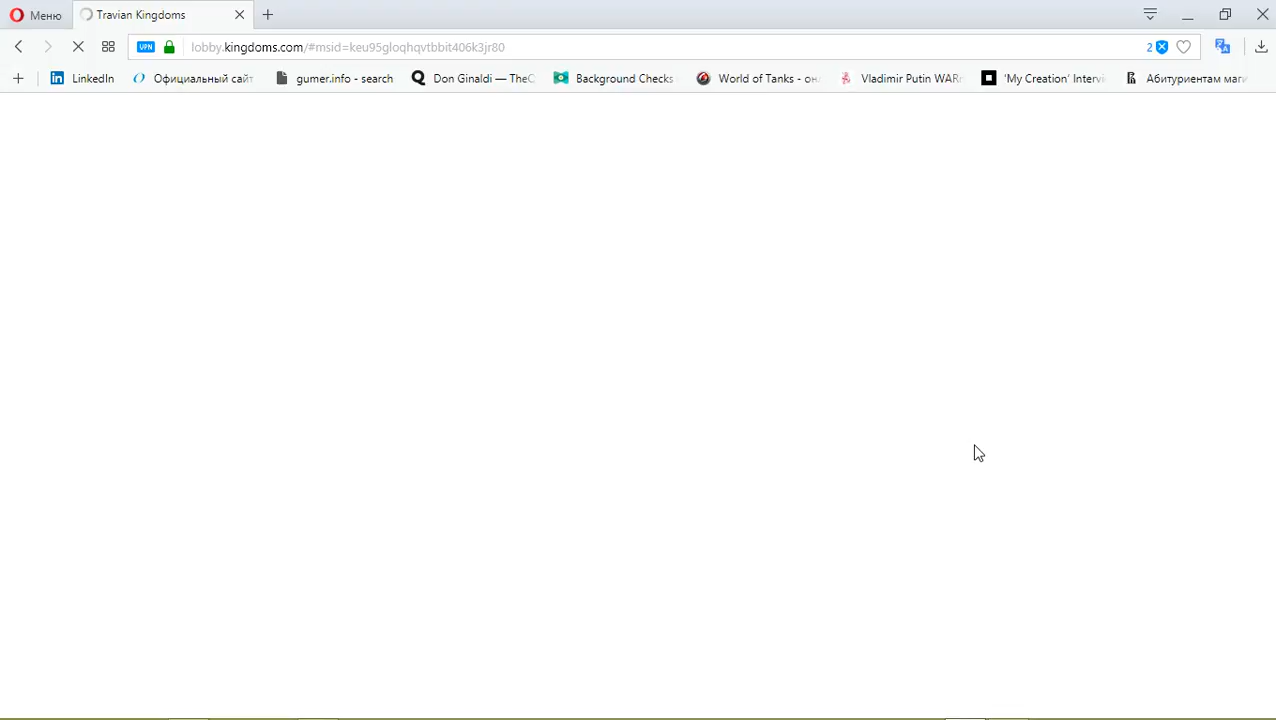 Меню
Travian Kingdoms
VPN
lobby.kingdoms.com/#msid=keu95gloqhqvtbbit406k3jr80
2
LinkedIn
Официальный сайт
gumer.info - search
Don Ginaldi — TheC
Background Checks
World of Tanks - он
Vladimir Putin WAR
'My Creation' Intervi
Абитуриентам маги